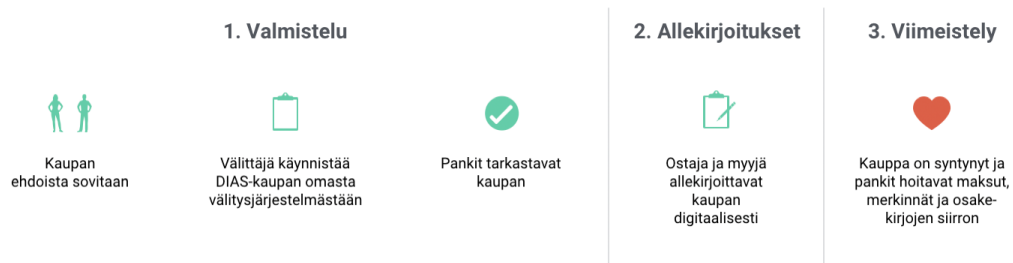 1. Valmistelu
Kaupan
ehdoista sovitaan
Välittäjä käynnistää
DIAS-kaupan omasta
välitysjärjestelmästään
Pankit tarkastavat
kaupan
2. Allekirjoitukset
Ostaja ja myyjä
allekirjoittavat
kaupan
digitaalisesti
3. Viimeistely
Kauppa on syntynyt ja
pankit hoitavat maksut,
merkinnät ja osake-
kirjojen siirron